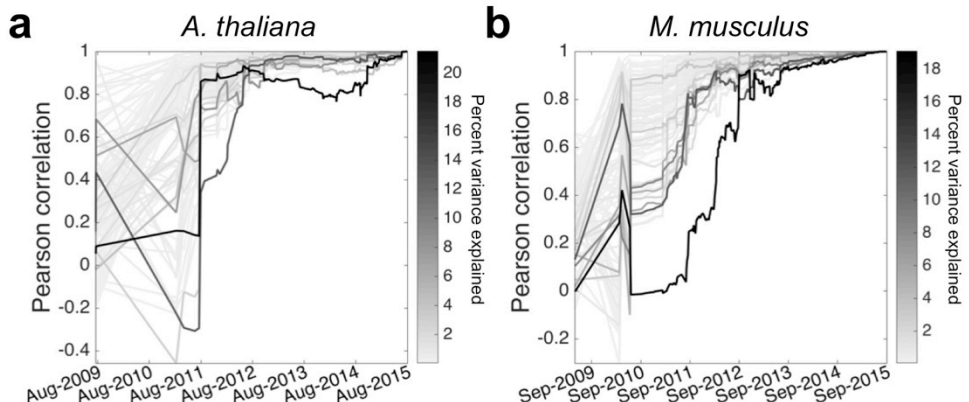 a
A. thaliana
Pearson correlation
1
0.8
0.6
0.4
0.2
0
-0.2
-0.4
Aug-2009
Aug-2010
Aug-2011
Aug-2012
Aug-2013
Aug-2014
Aug-2015
20
18
16
14
12
10
8
6
4
2
Percent variance explained
b
M. musculus
Pearson correlation
1
0.8
0.6
0.4
0.2
0
-0.2
Sep-2009
Sep-2010
Sep-2011
Sep-2012
Sep-2013
Sep-2014
Sep-2015
18
16
14
12
10
8
6
4
2
Percent variance explained